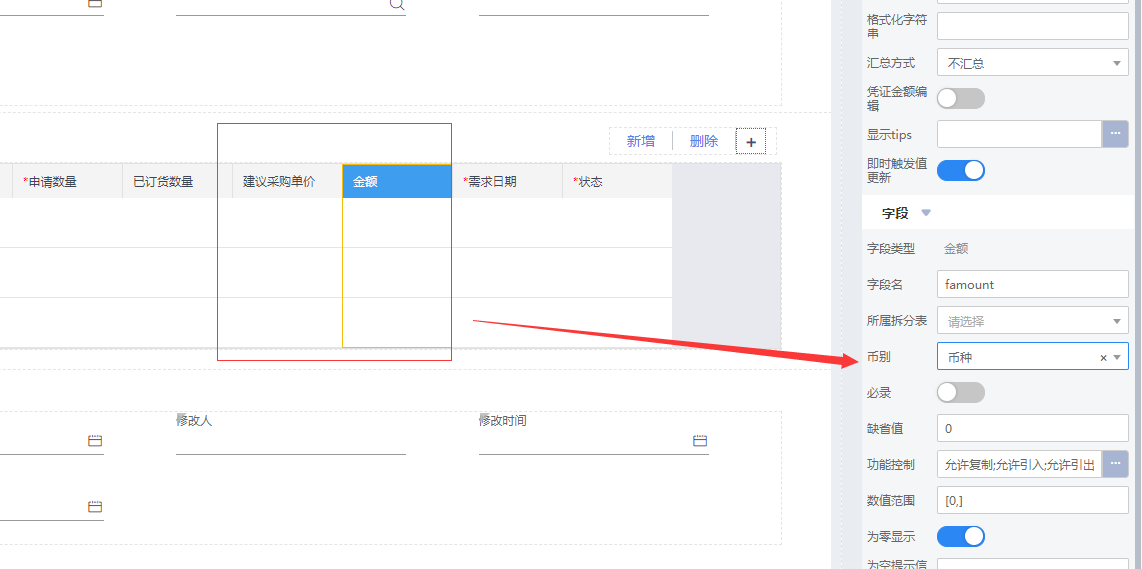 新增
删除
+
*申请数量
已订货数量
建议采购单价
金额
*需求日期
*状态
修改人
修改时间
格式化字符
串
汇总方式
不汇总
凭证金额编
辑
显示tips
...
即时触发值
更新
字段
字段类型
金额
字段名
famount
所属拆分表
请选择
币别
币种
×
必录
缺省值
0
功能控制
允许复制;允许引入;允许引出
...
数值范围
[0,]
为零显示
为空提示信